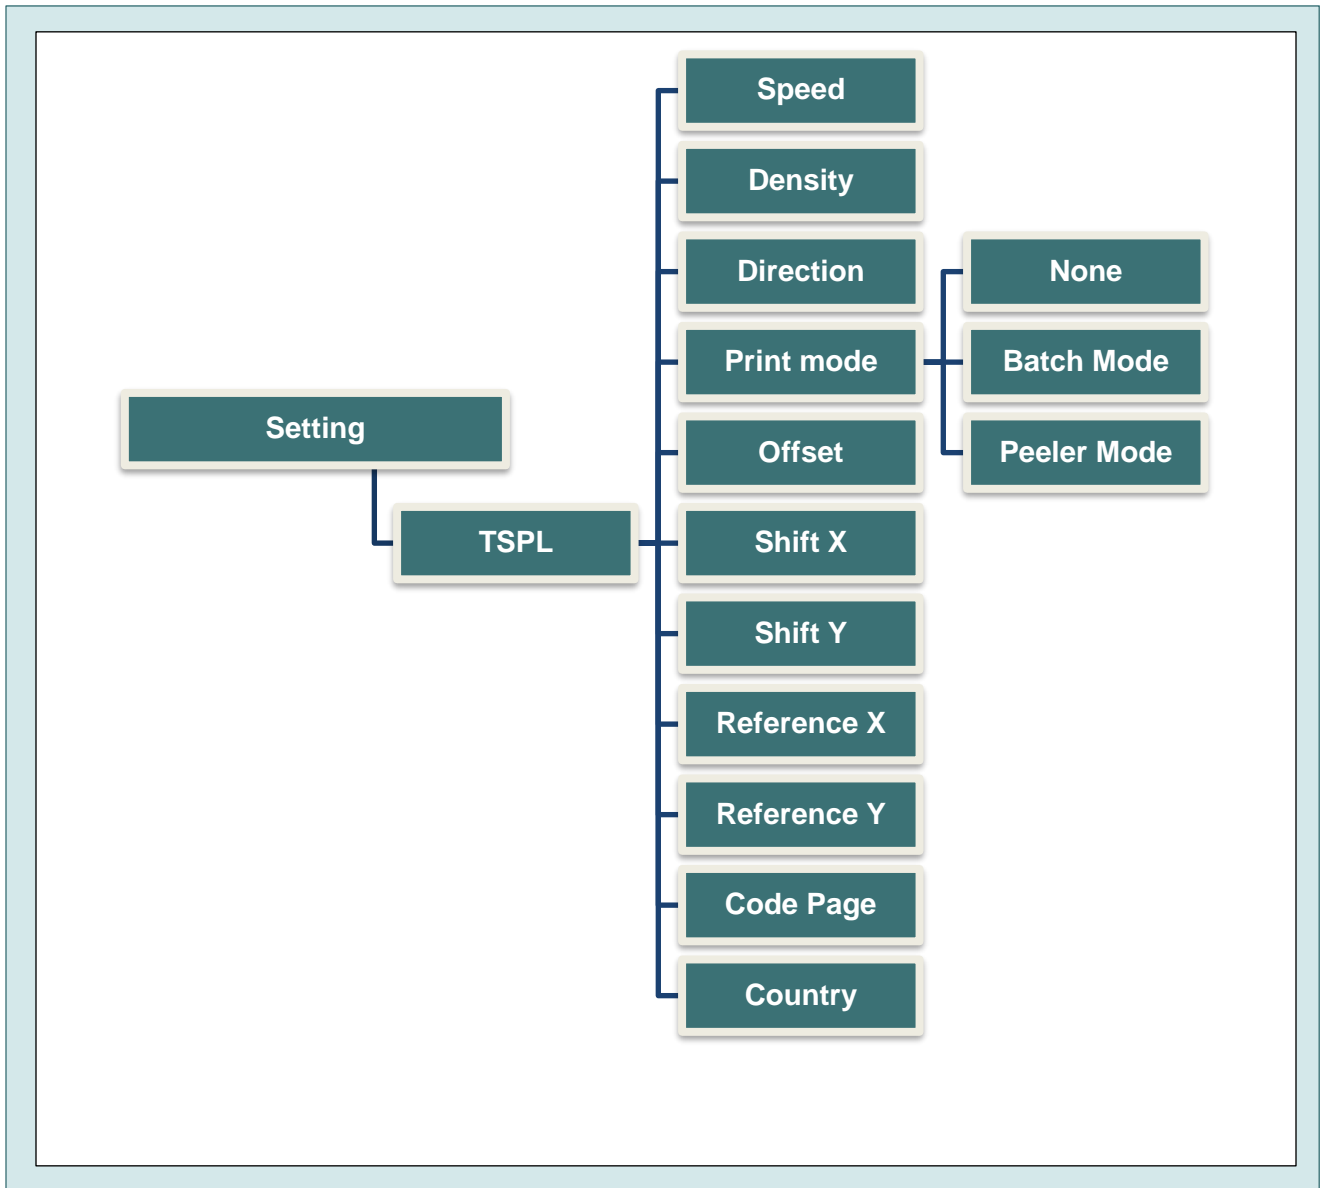 Setting
TSPL
Speed
Density
Direction
Print mode
None
Batch Mode
Peeler Mode
Offset
Shift X
Shift Y
Reference X
Reference Y
Code Page
Country